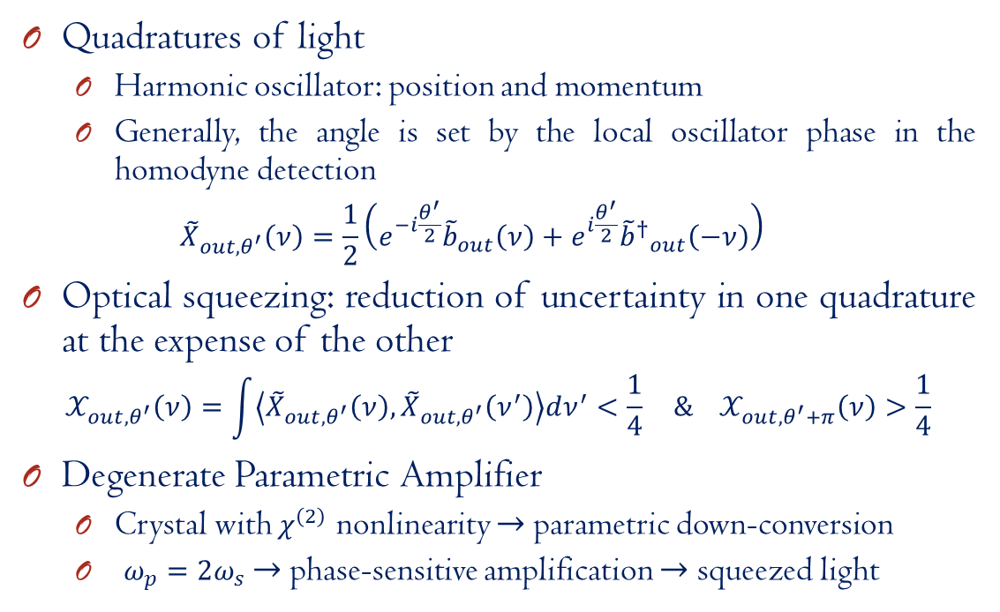 Quadratures of light
Harmonic oscillator: position and momentum
Generally, the angle is set by the local oscillator phase in the
homodyne detection
$\tilde{X}_{out,\theta'}(\nu) = \frac{1}{2}\left(e^{-i\frac{\theta'}{2}}\tilde{b}_{out}(\nu) + e^{i\frac{\theta'}{2}}\tilde{b}^{\dagger}{}_{out}(-\nu)\right)$
Optical squeezing: reduction of uncertainty in one quadrature
at the expense of the other
$\mathcal{X}_{out,\theta'}(\nu) = \int \langle \tilde{X}_{out,\theta'}(\nu), \tilde{X}_{out,\theta'}(\nu') \rangle d\nu' < \frac{1}{4} \quad \& \quad \mathcal{X}_{out,\theta'+\pi}(\nu) > \frac{1}{4}$
Degenerate Parametric Amplifier
Crystal with $\chi^{(2)}$ nonlinearity → parametric down-conversion
$\omega_p = 2\omega_s$ → phase-sensitive amplification → squeezed light